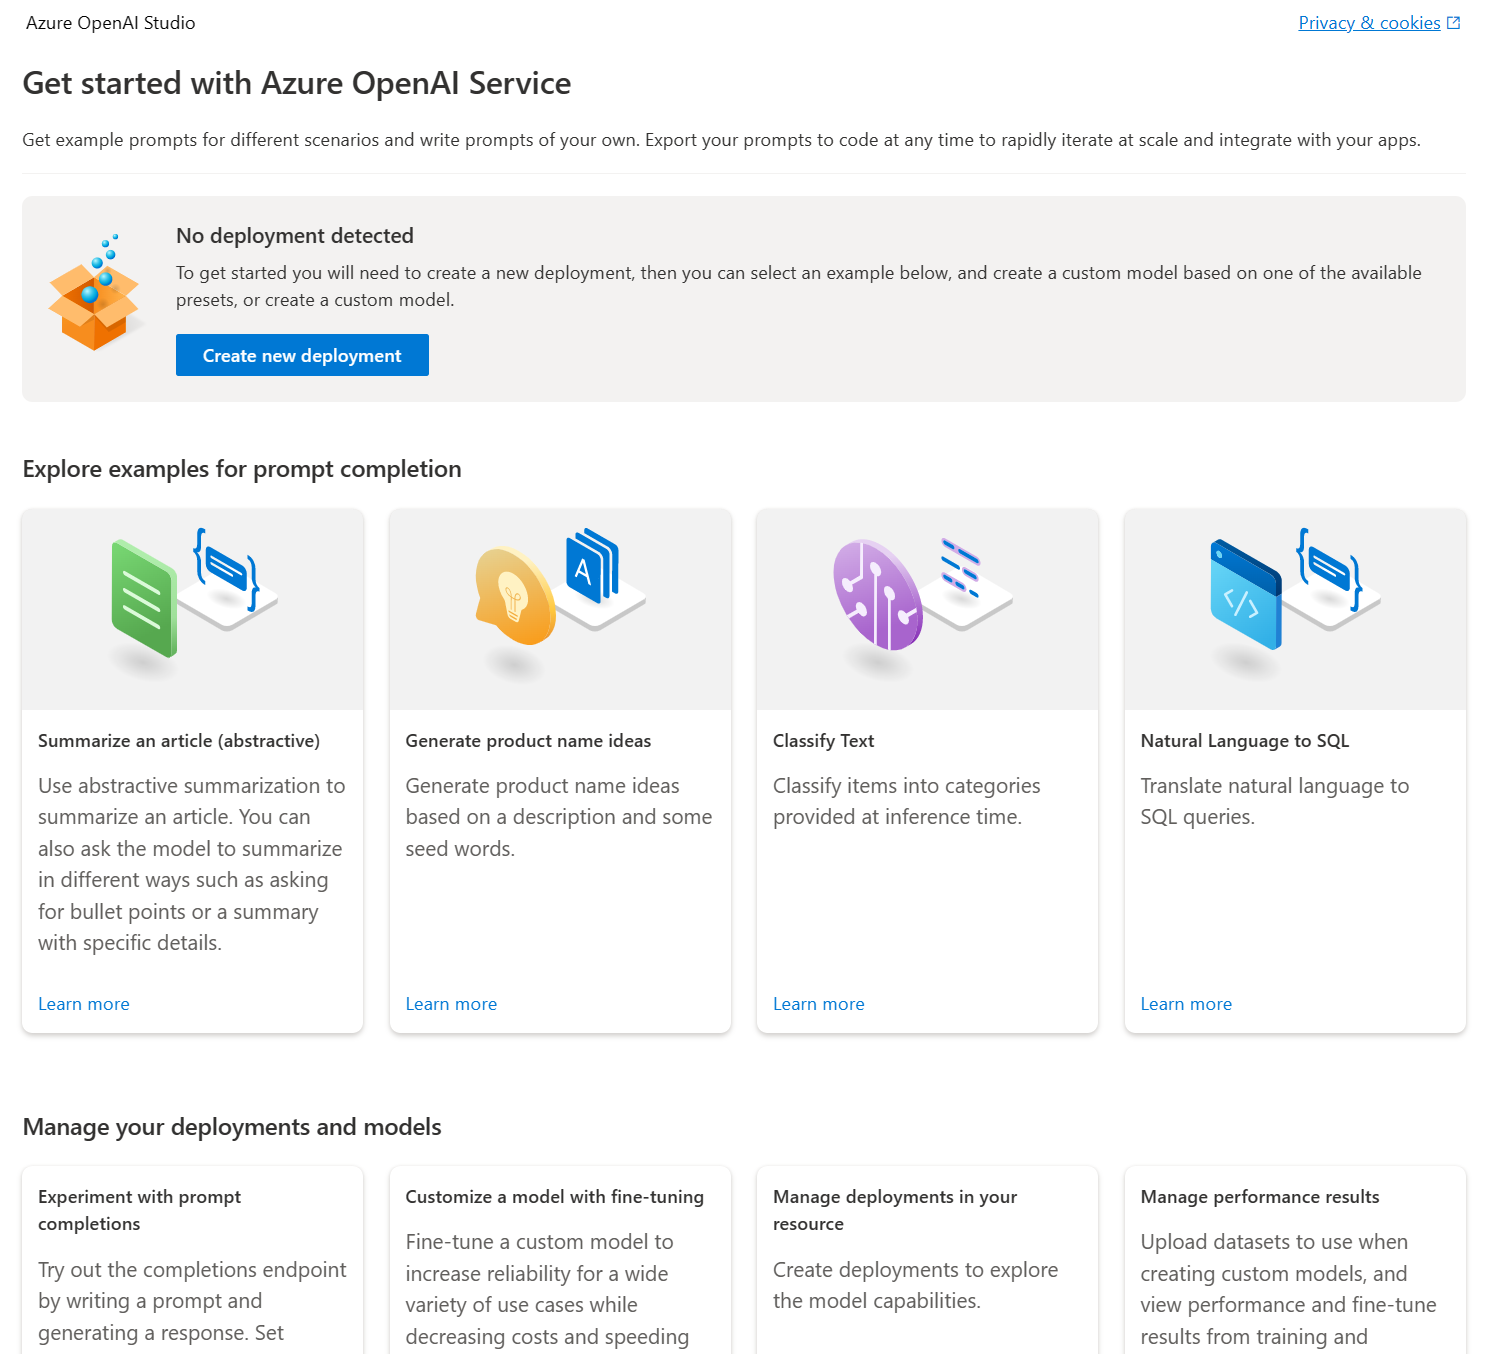 Azure OpenAI Studio
Privacy & cookies
Get started with Azure OpenAI Service
Get example prompts for different scenarios and write prompts of your own. Export your prompts to code at any time to rapidly iterate at scale and integrate with your apps.
No deployment detected
To get started you will need to create a new deployment, then you can select an example below, and create a custom model based on one of the available
presets, or create a custom model.
Create new deployment
Explore examples for prompt completion
A
</>
Summarize an article (abstractive)
Use abstractive summarization to
summarize an article. You can
also ask the model to summarize
in different ways such as asking
for bullet points or a summary
with specific details.
Learn more
Generate product name ideas
Generate product name ideas
based on a description and some
seed words.
Learn more
Classify Text
Classify items into categories
provided at inference time.
Learn more
Natural Language to SQL
Translate natural language to
SQL queries.
Learn more
Manage your deployments and models
Experiment with prompt
completions
Try out the completions endpoint
by writing a prompt and
generating a response. Set
Customize a model with fine-tuning
Fine-tune a custom model to
increase reliability for a wide
variety of use cases while
decreasing costs and speeding
Manage deployments in your
resource
Create deployments to explore
the model capabilities.
Manage performance results
Upload datasets to use when
creating custom models, and
view performance and fine-tune
results from training and